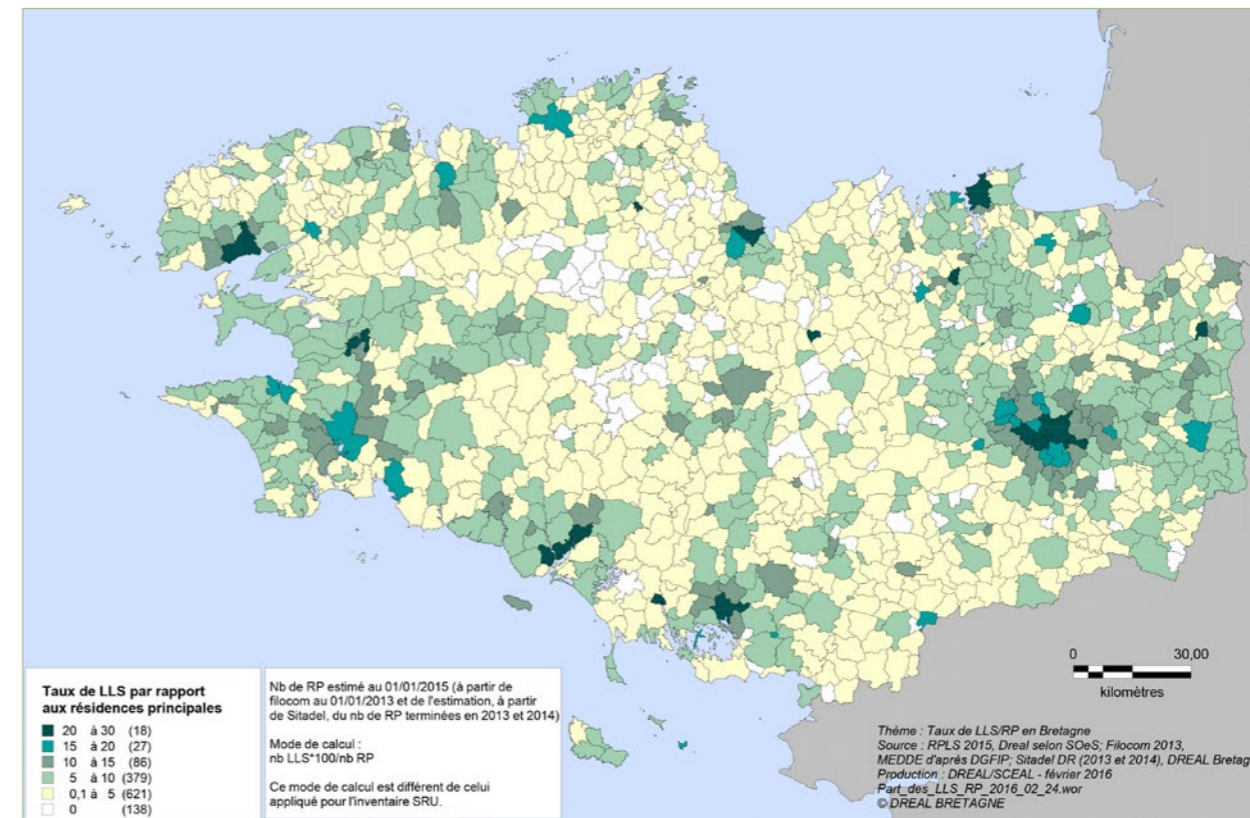 Taux de LLS par rapport
aux résidences principales
20 à 30 (18)
15 à 20 (27)
10 à 15 (86)
5 à 10 (379)
0,1 à 5 (621)
0 (138)
Nb de RP estimé au 01/01/2015 (à partir de
filocom au 01/01/2013 et de l'estimation, à partir
de Sitadel, du nb de RP terminées en 2013 et 2014)
Mode de calcul :
nb LLS*100/nb RP
Ce mode de calcul est différent de celui
appliqué pour l'inventaire SRU.
0 30,00
kilomètres
Thème : Taux de LLS/RP en Bretagne
Source : RPLS 2015, Dreal selon SOeS; Filocom 2013,
MEDDE d'après DGFIP; Sitadel DR (2013 et 2014), DREAL Bretag
Production : DREAL/SCEAL - février 2016
Part_des_LLS_RP_2016_02_24.wor
© DREAL BRETAGNE